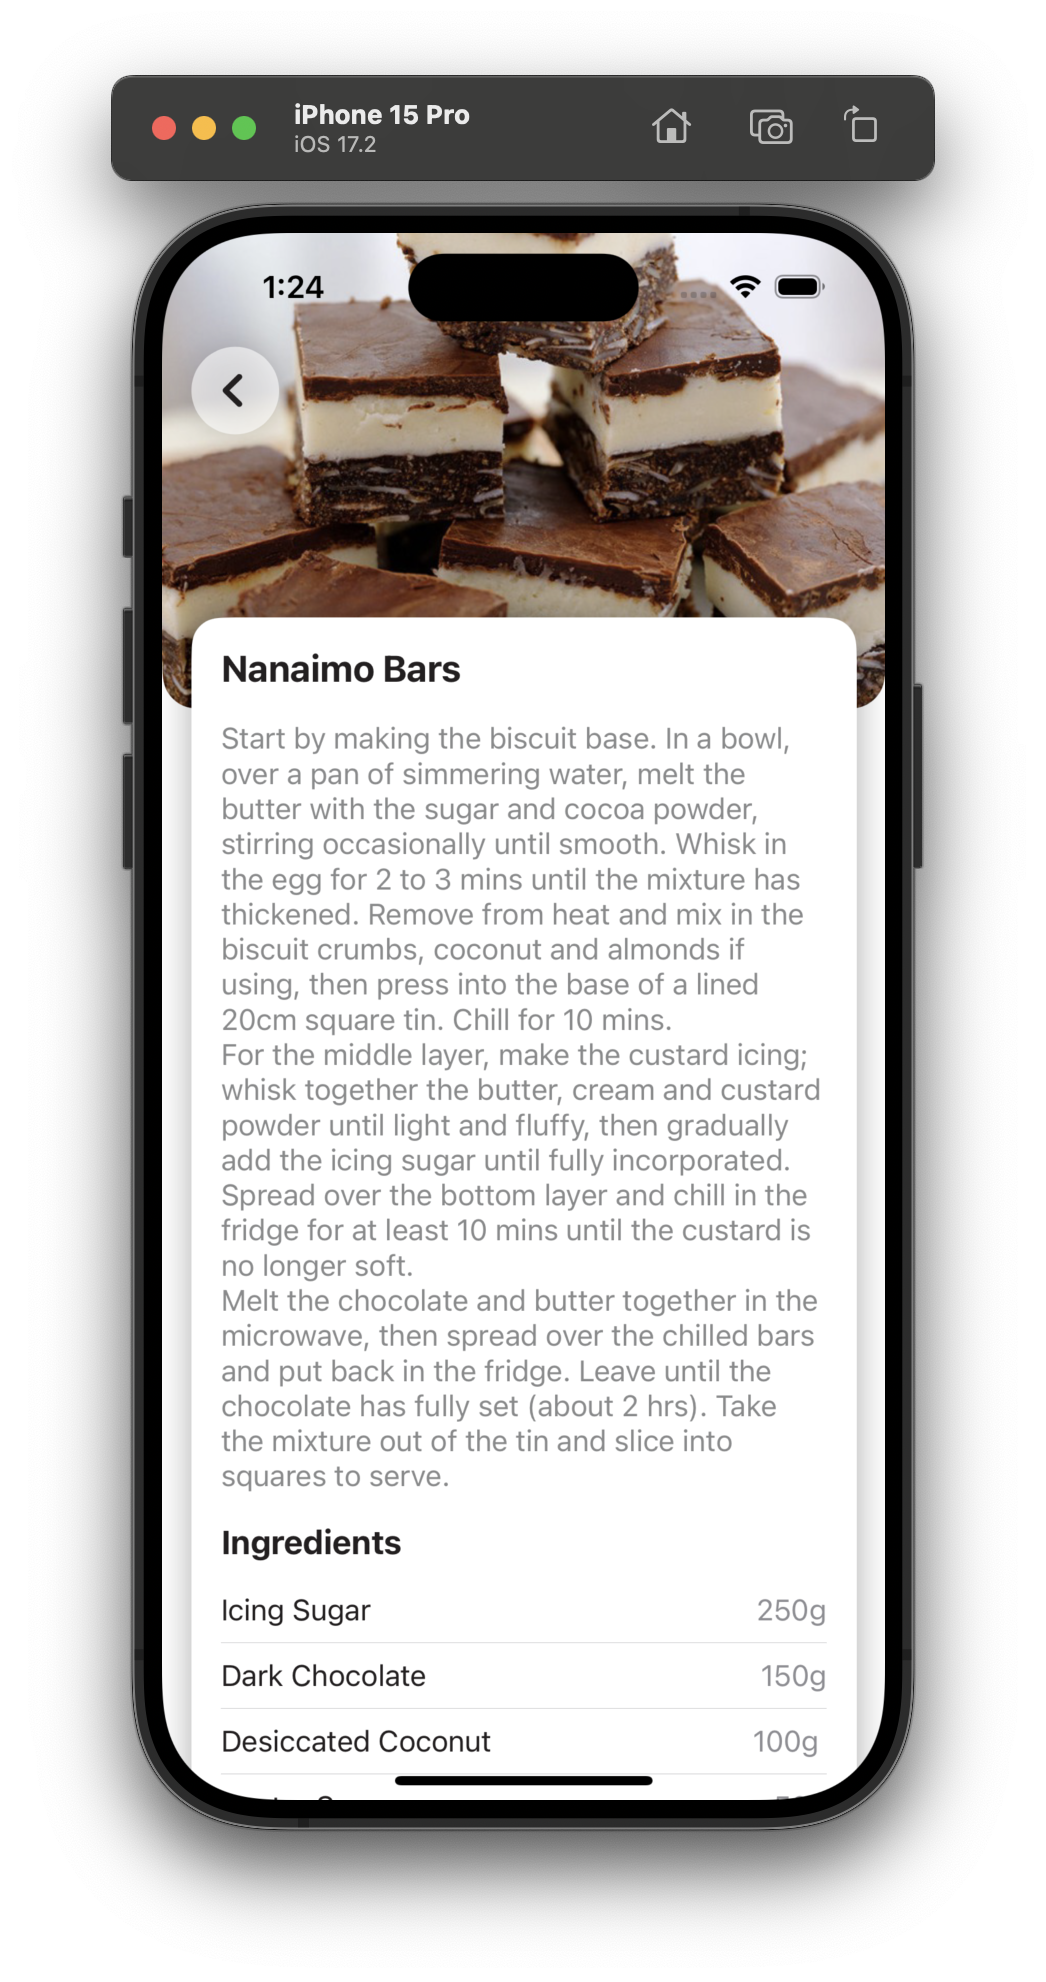 iPhone 15 Pro
iOS 17.2
1:24
Nanaimo Bars
Start by making the biscuit base. In a bowl,
over a pan of simmering water, melt the
butter with the sugar and cocoa powder,
stirring occasionally until smooth. Whisk in
the egg for 2 to 3 mins until the mixture has
thickened. Remove from heat and mix in the
biscuit crumbs, coconut and almonds if
using, then press into the base of a lined
20cm square tin. Chill for 10 mins.
For the middle layer, make the custard icing;
whisk together the butter, cream and custard
powder until light and fluffy, then gradually
add the icing sugar until fully incorporated.
Spread over the bottom layer and chill in the
fridge for at least 10 mins until the custard is
no longer soft.
Melt the chocolate and butter together in the
microwave, then spread over the chilled bars
and put back in the fridge. Leave until the
chocolate has fully set (about 2 hrs). Take
the mixture out of the tin and slice into
squares to serve.
Ingredients
Icing Sugar 250g
Dark Chocolate 150g
Desiccated Coconut 100g